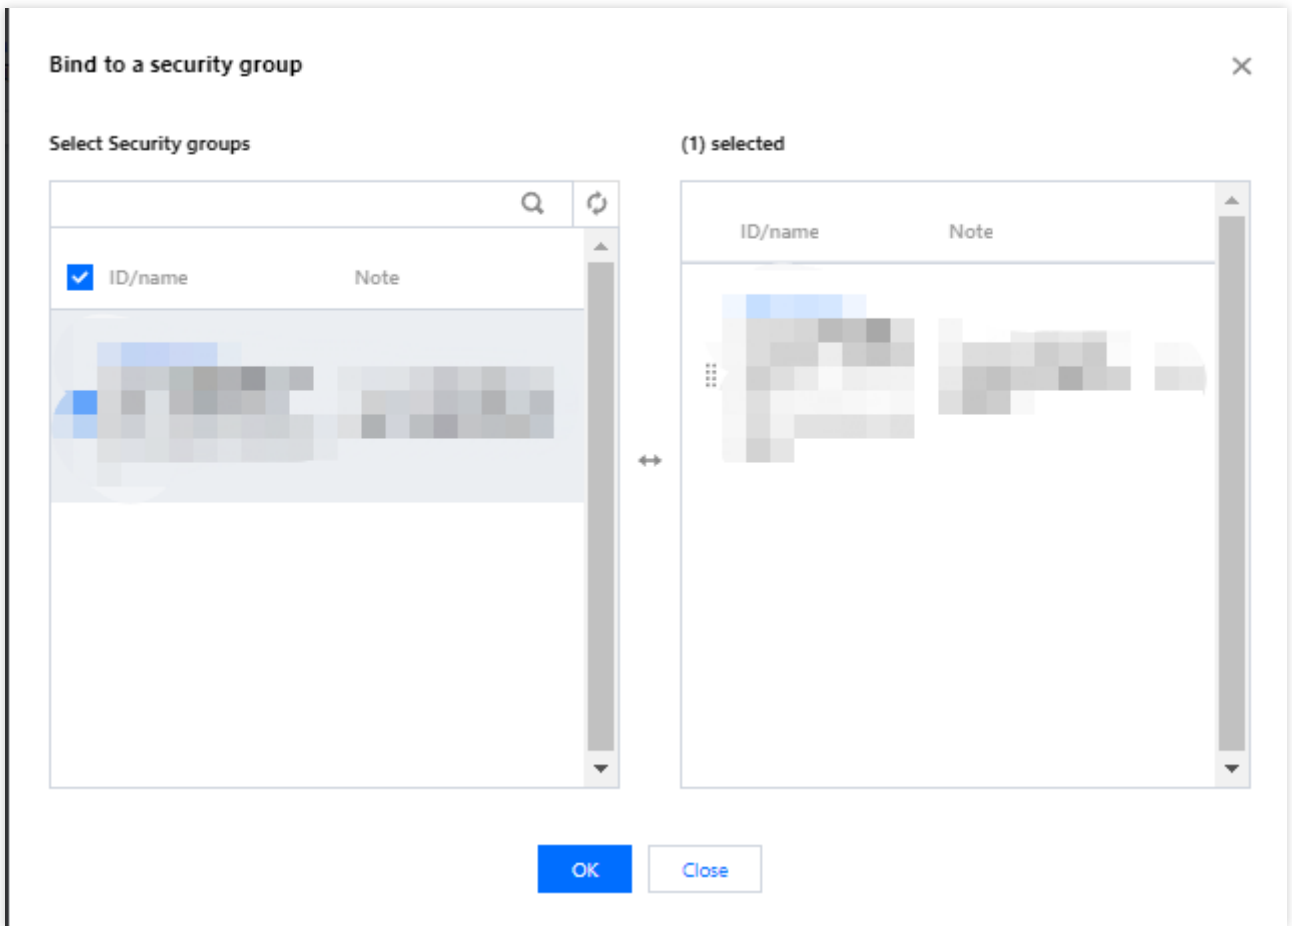 Bind to a security group
Select Security groups
(1) selected
ID/name Note
ID/name Note
OK Close